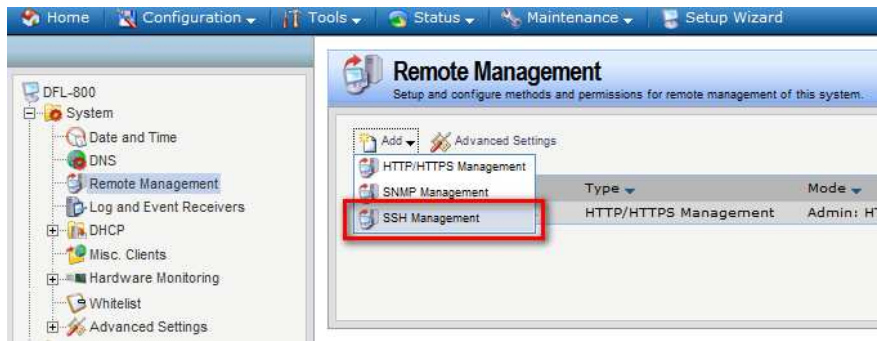 Home Configuration Tools Status Maintenance Setup Wizard
DFL-800
System
Date and Time
DNS
Remote Management
Log and Event Receivers
DHCP
Misc. Clients
Hardware Monitoring
Whitelist
Advanced Settings
Remote Management
Setup and configure methods and permissions for remote management of this system.
Add Advanced Settings
HTTP/HTTPS Management
SNMP Management
SSH Management
Type Mode
HTTP/HTTPS Management Admin: HT